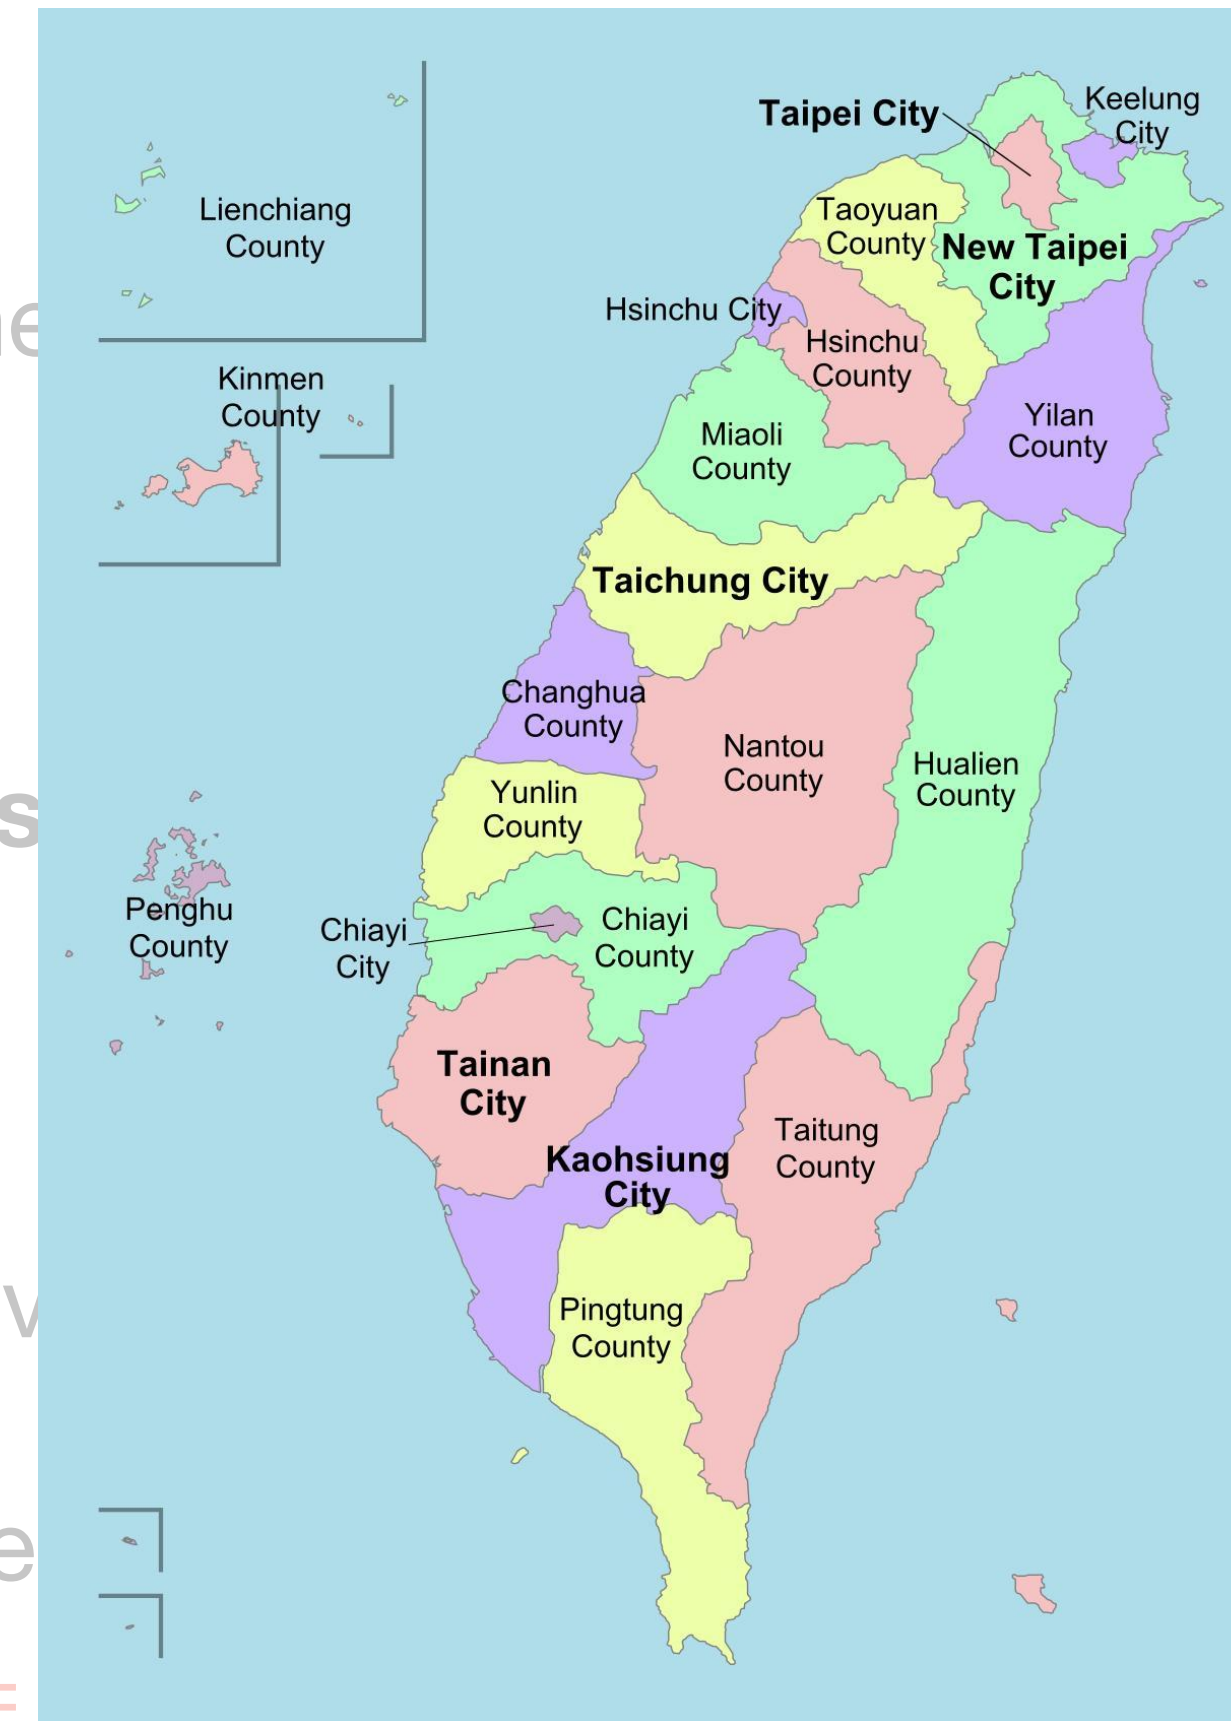 Taipei City
Keelung
City
Lienchiang
County
Taoyuan
County
New Taipei
City
Hsinchu City
Hsinchu
County
Kinmen
County
Yilan
County
Miaoli
County
Taichung City
Changhua
County
Nantou
County
Hualien
County
Yunlin
County
Penghu
County
Chiayi
City
Chiayi
County
Tainan
City
Taitung
County
Kaohsiung
City
Pingtung
County